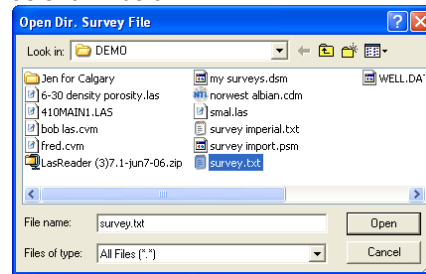 Open Dir. Survey File
Look in: DEMO
Jen for Calgary
6-30 density porosity.las
410MAIN1.LAS
bob las.cvm
fred.cvm
LasReader (3)7.1-jun7-06.zip
my surveys.dsm
norwest albian.cdm
smal.las
survey imperial.txt
survey import.psm
survey.txt
WELL.DA
File name: survey.txt Open
Files of type: All Files (*.*) Cancel